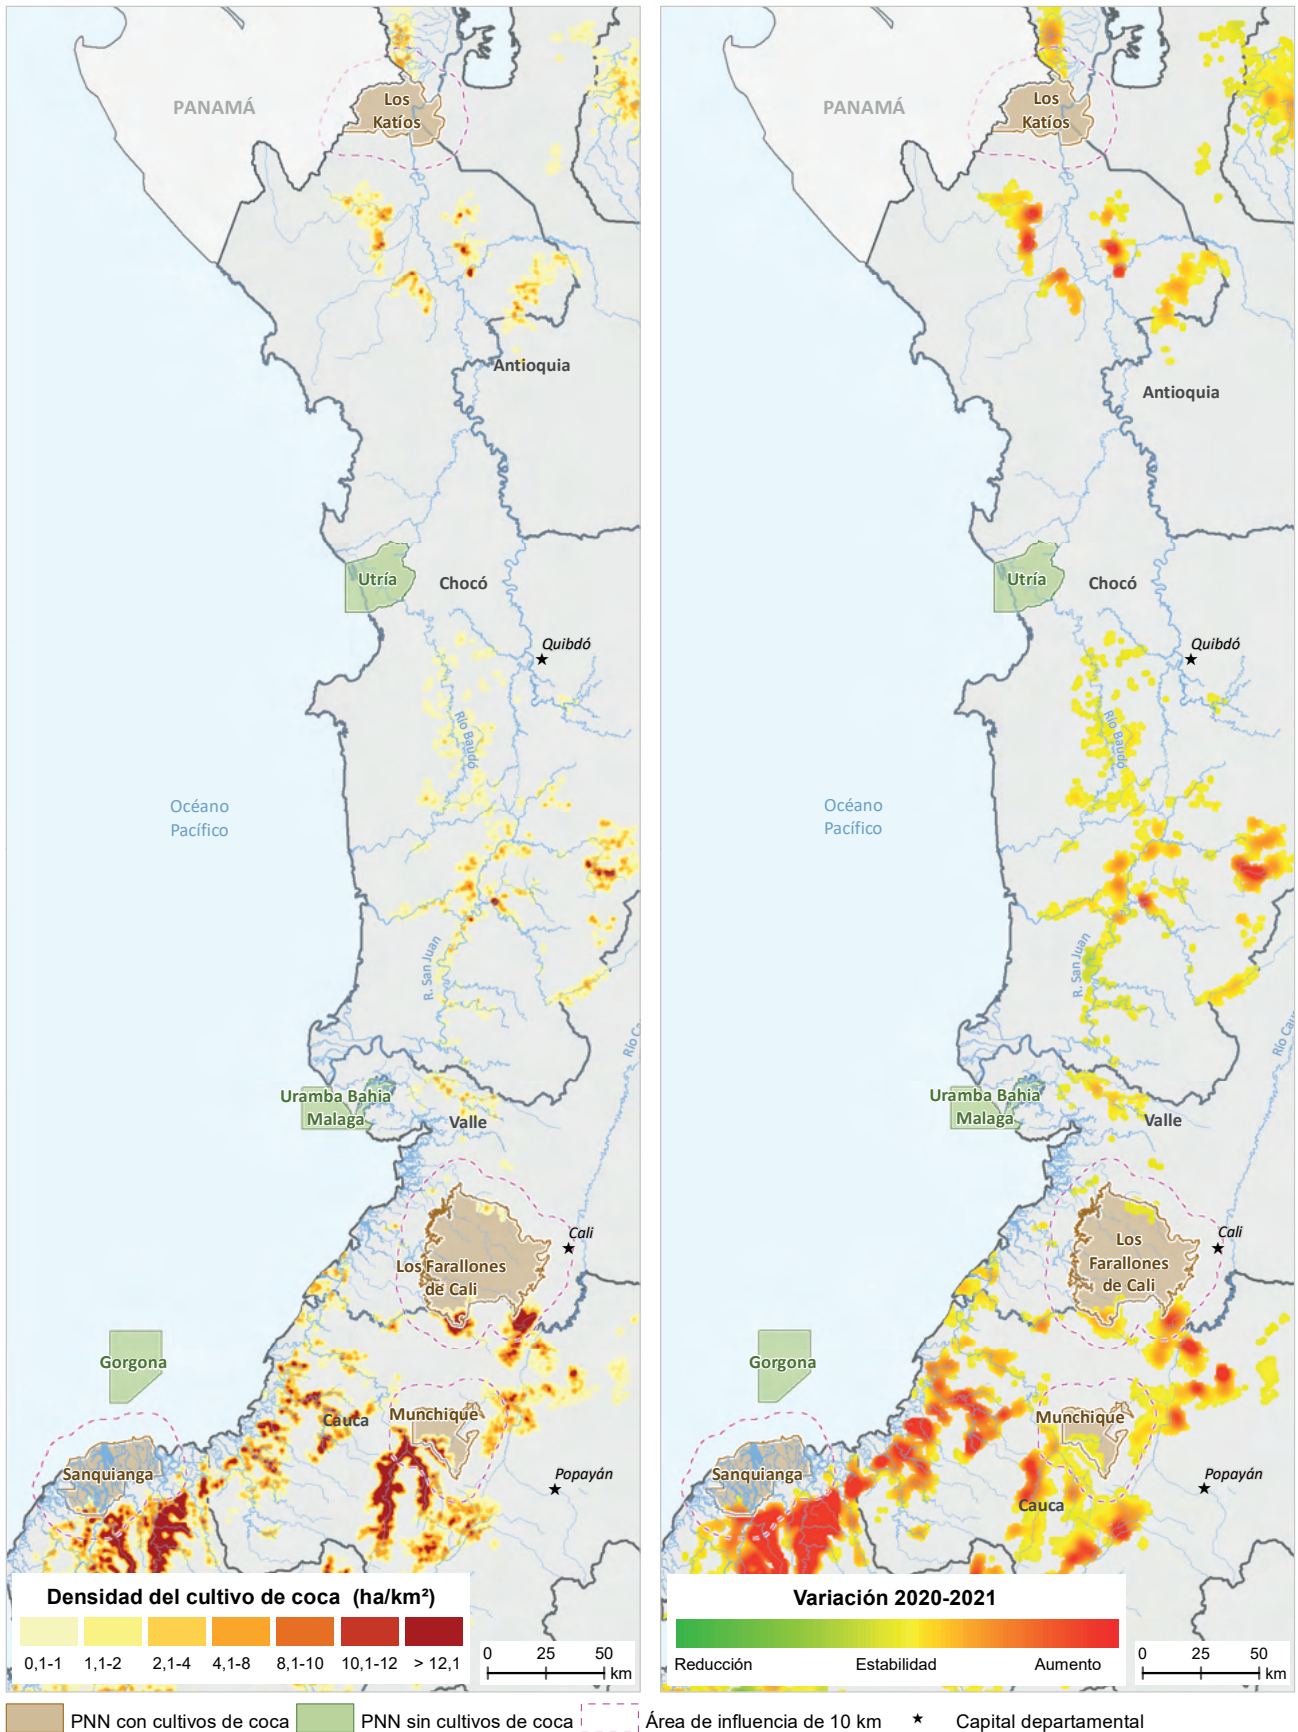 PANAMÁ
Los
Katíos
Antioquia
Utría
Chocó
Quibdó
Río Baudó
Océano
Pacífico
R. San Juan
Uramba Bahia
Malaga
Valle
Cali
Los Farallones
de Cali
Gorgona
Cauca
Munchique
Sanquianga
Popayán
Densidad del cultivo de coca (ha/km²)
0,1-1 1,1-2 2,1-4 4,1-8 8,1-10 10,1-12 > 12,1
0 25 50
km
PANAMÁ
Los
Katíos
Antioquia
Utría
Chocó
Quibdó
Río Baudó
Océano
Pacífico
R. San Juan
Uramba Bahia
Malaga
Valle
Cali
Los
Farallones
de Cali
Gorgona
Munchique
Sanquianga
Popayán
Cauca
Variación 2020-2021
Reducción Estabilidad Aumento
0 25 50
km
PNN con cultivos de coca PNN sin cultivos de coca Área de influencia de 10 km Capital departamental